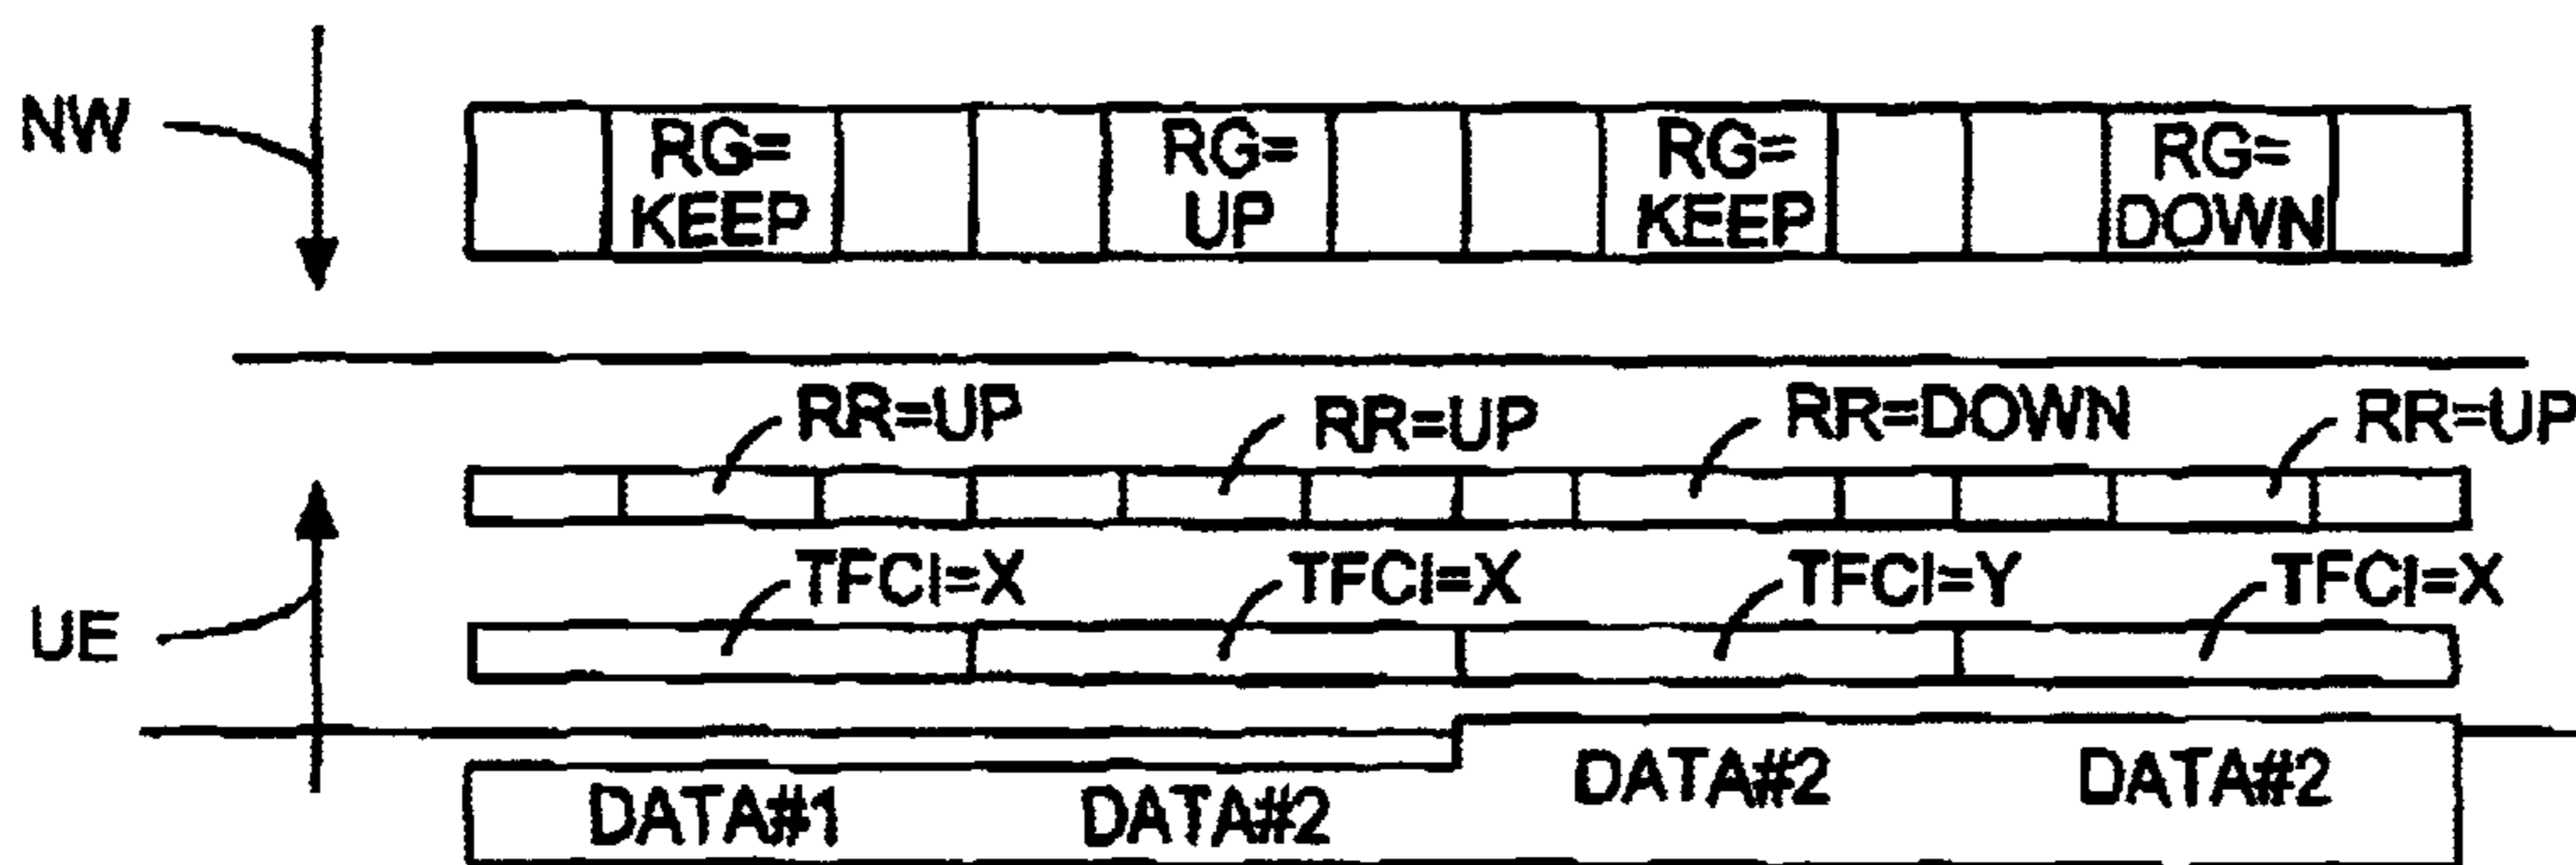 NW
RG=
KEEP
RG=
UP
RG=
KEEP
RG=
DOWN
RR=UP
RR=UP
RR=DOWN
RR=UP
UE
TFCI=X
TFCI=X
TFCI=Y
TFCI=X
DATA#1
DATA#2
DATA#2
DATA#2